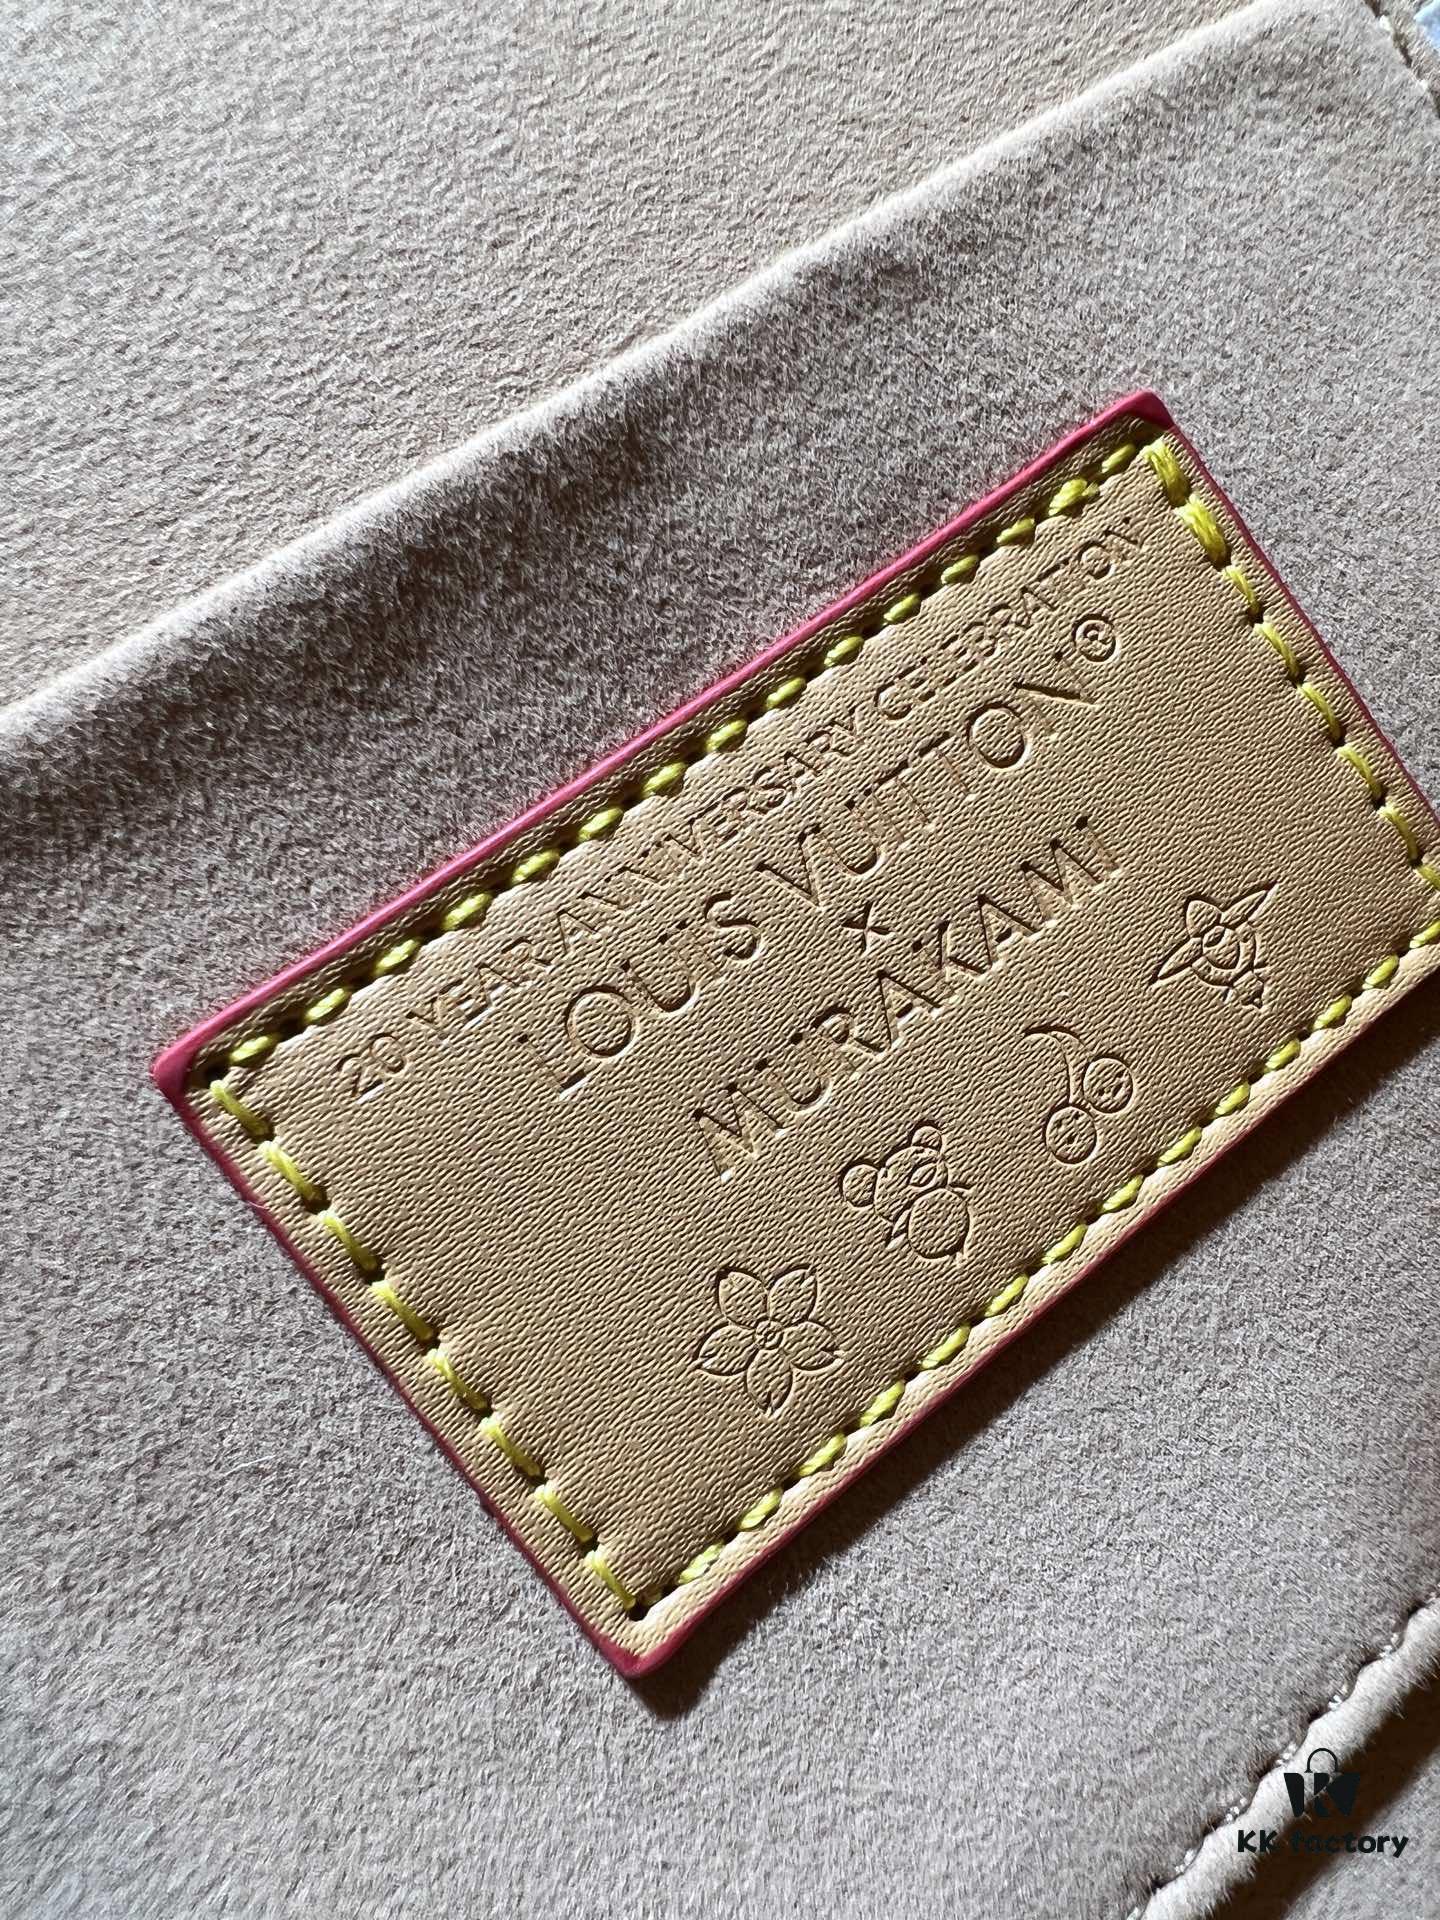 20 YEAR ANNIVERSARY CELEBRATION
LOUIS VUITTON®
X
MURAKAMI
KK factory